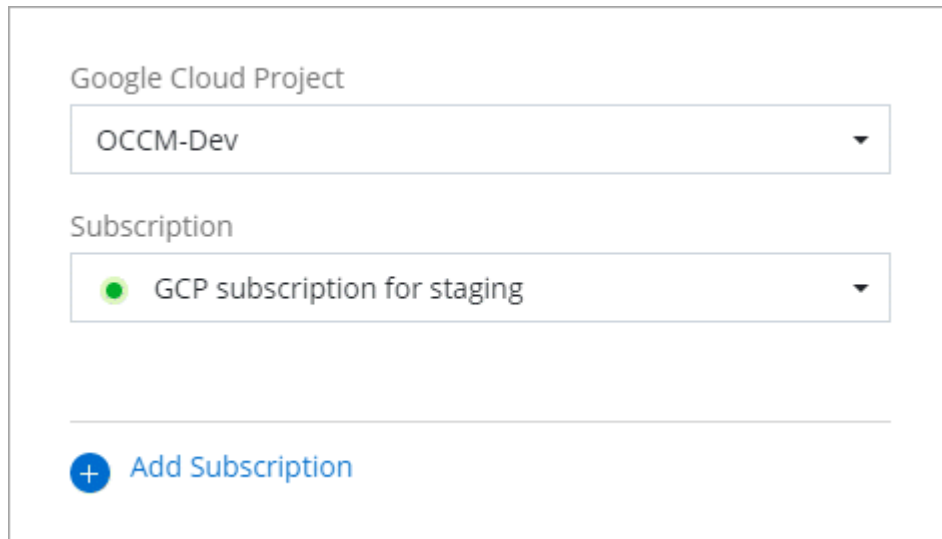 Google Cloud Project
OCCM-Dev
Subscription
GCP subscription for staging
Add Subscription